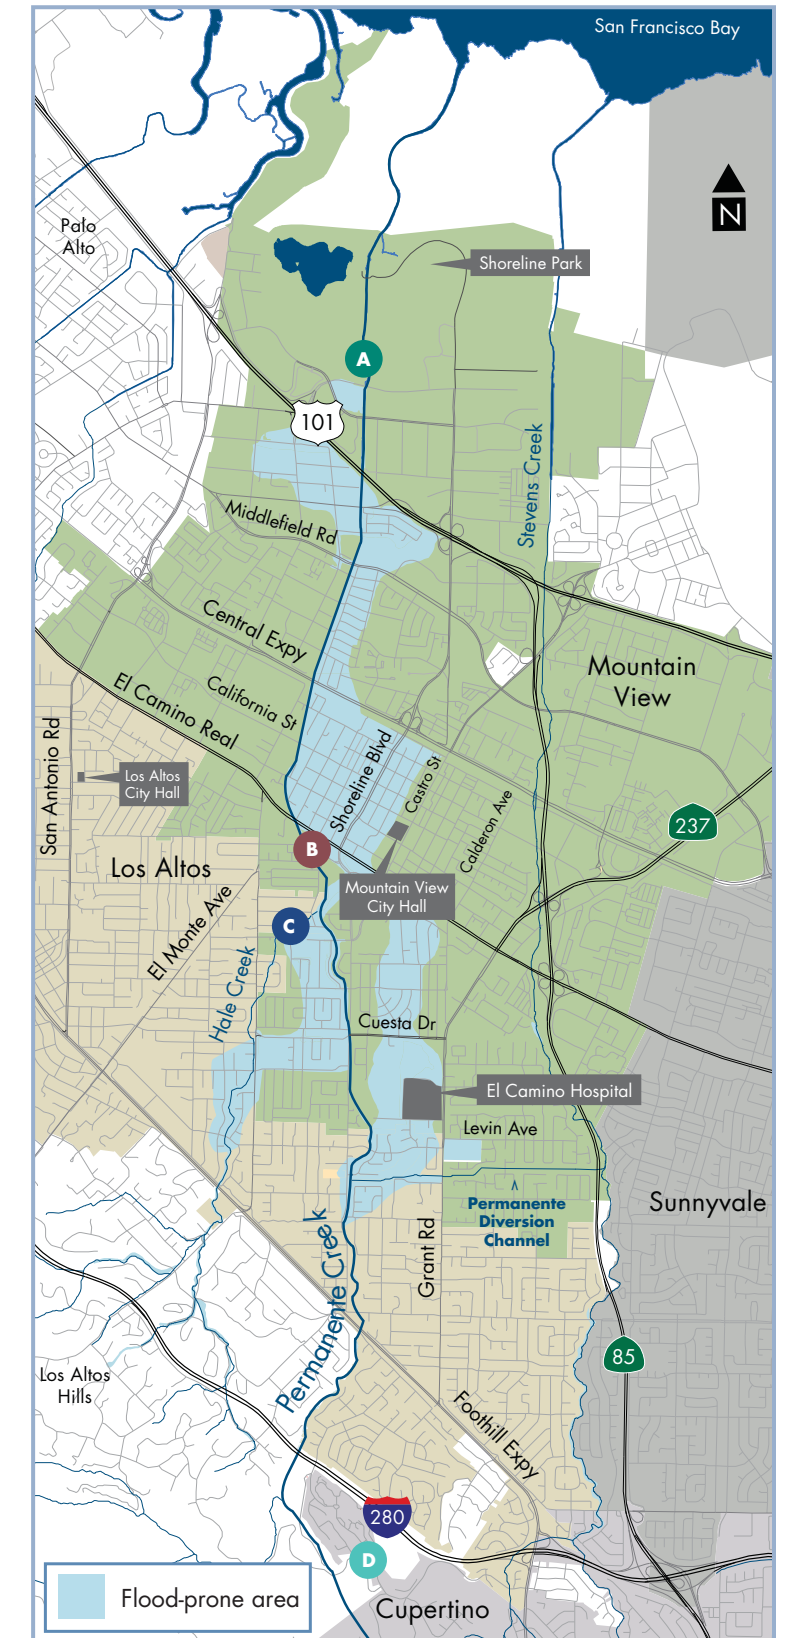 San Francisco Bay
N
Palo
Alto
Shoreline Park
A
101
Stevens Creek
Middlefield Rd
Central Expy
Mountain
View
El Camino Real
California St
San Antonio Rd
Shoreline Blvd
Castro St
Los Altos
City Hall
Calderon Ave
237
B
Los Altos
Mountain View
City Hall
El Monte Ave
C
Hale Creek
Cuesta Dr
El Camino Hospital
Levin Ave
Permanente
Diversion
Channel
Sunnyvale
Grant Rd
Permanente Creek
85
Los Altos
Hills
Foothill Expy
280
D
Flood-prone area
Cupertino